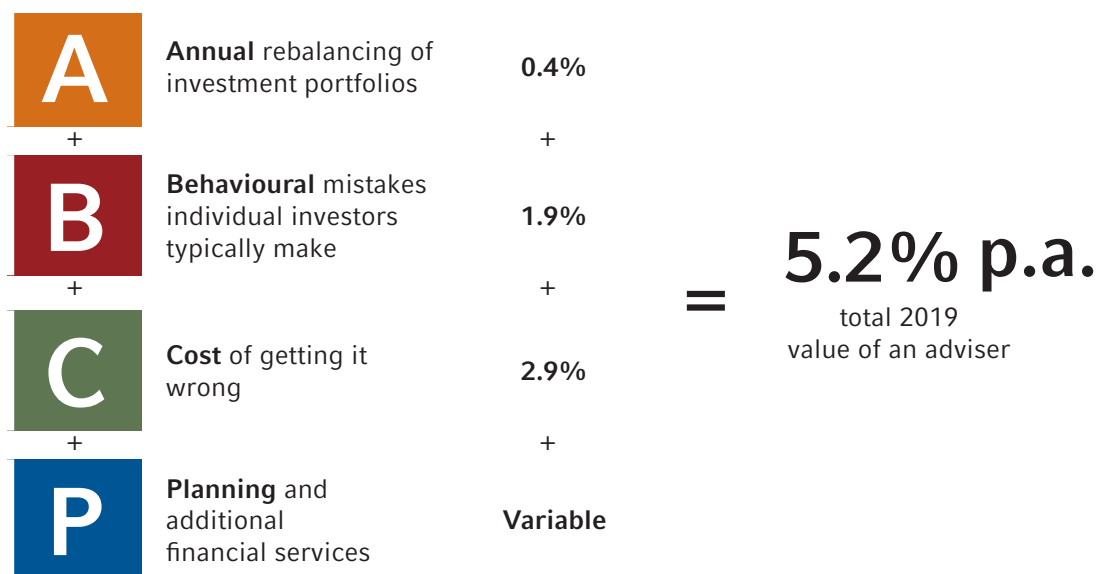 A
Annual rebalancing of
investment portfolios
0.4%
+
+
B
Behavioural mistakes
individual investors
typically make
1.9%
+
+
C
Cost of getting it
wrong
2.9%
+
+
P
Planning and
additional
financial services
Variable
=
5.2% p.a.
total 2019
value of an adviser